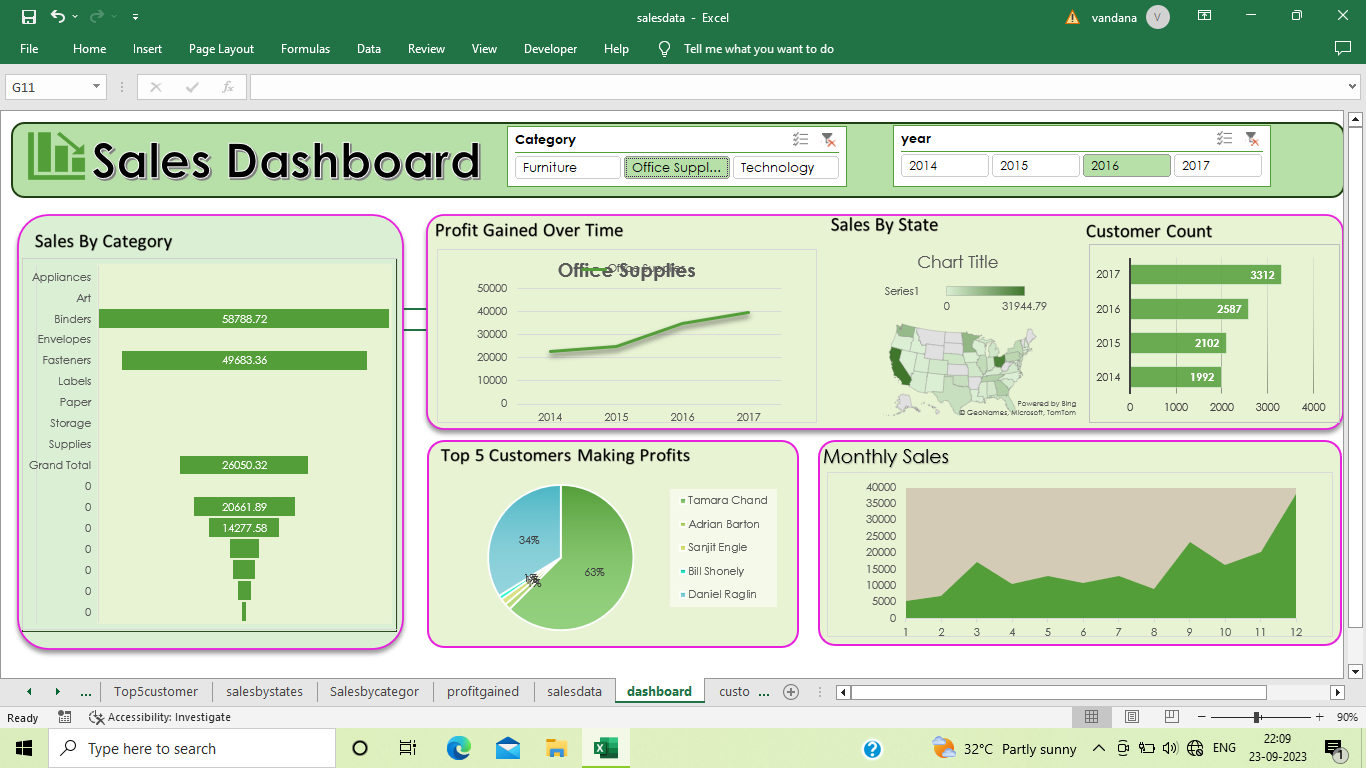 salesdata - Excel
vandana
V
File Home Insert Page Layout Formulas Data Review View Developer Help Tell me what you want to do
G11
fx
Sales Dashboard
Category
Furniture Office Suppl... Technology
year
2014 2015 2016 2017
Sales By Category
Appliances
Art
Binders 58788.72
Envelopes
Fasteners 49683.36
Labels
Paper
Storage
Supplies
Grand Total 26050.32
0
0 20661.89
0 14277.58
0
0
0
0
Profit Gained Over Time
Office Supplies
Office Supplies
50000
40000
30000
20000
10000
0
2014 2015 2016 2017
Sales By State
Chart Title
Series1
0 31944.79
Powered by Bing
© GeoNames, Microsoft, TomTom
Customer Count
2017 3312
2016 2587
2015 2102
2014 1992
0 1000 2000 3000 4000
Top 5 Customers Making Profits
34%
63%
Tamara Chand
Adrian Barton
Sanjit Engle
Bill Shonely
Daniel Raglin
Monthly Sales
40000
35000
30000
25000
20000
15000
10000
5000
0
1 2 3 4 5 6 7 8 9 10 11 12
... Top5customer salesbystates Salesbycategor profitgained salesdata dashboard custo ...
Ready Accessibility: Investigate 90%
Type here to search
32°C Partly sunny
ENG
22:09
23-09-2023
1